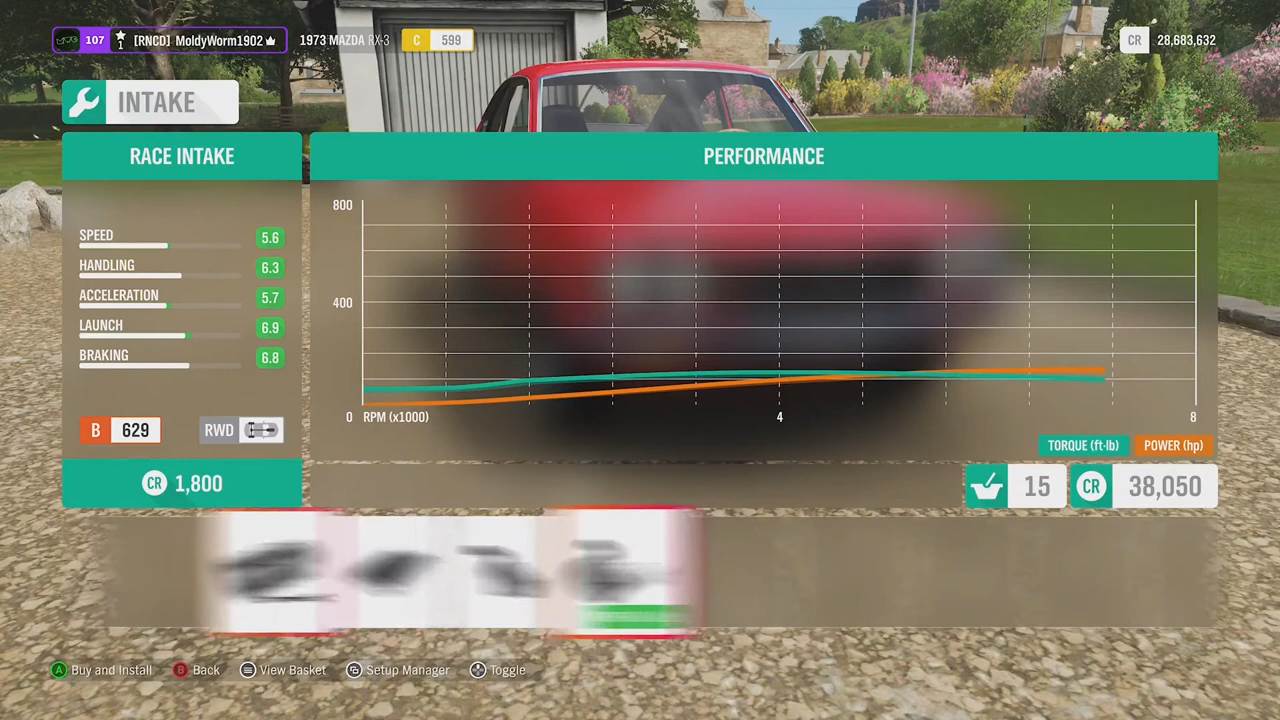 107 1 [RNCD] MoldyWorm1902 1973 MAZDA RX-3 C 599 CR 28,683,632
INTAKE
RACE INTAKE
PERFORMANCE
SPEED 5.6
HANDLING 6.3
ACCELERATION 5.7
LAUNCH 6.9
BRAKING 6.8
B 629 RWD
CR 1,800
800
400
0 RPM (x1000) 4 8
TORQUE (ft·lb) POWER (hp)
15 CR 38,050
A Buy and Install B Back View Basket Setup Manager Toggle